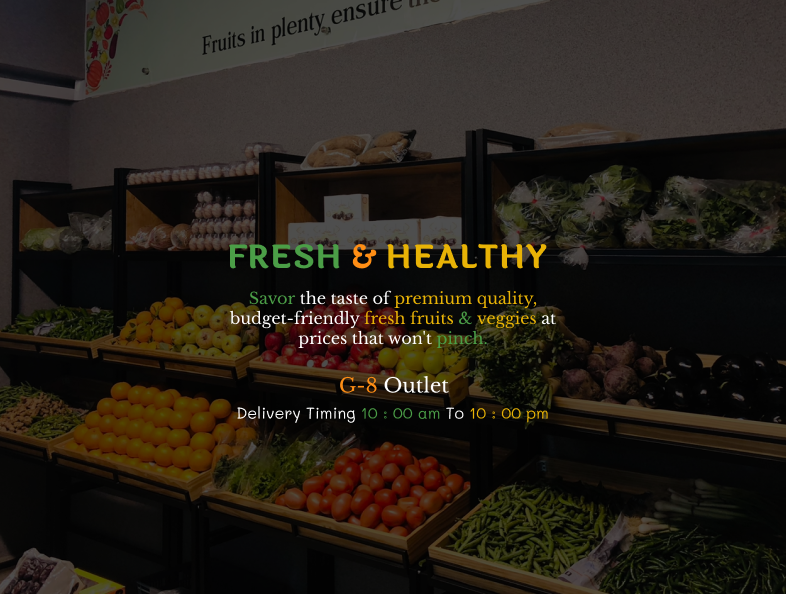 Fruits in plenty ensure the
FRESH & HEALTHY
Savor the taste of premium quality,
budget-friendly fresh fruits & veggies at
prices that won't pinch.
G-8 Outlet
Delivery Timing 10 : 00 am To 10 : 00 pm